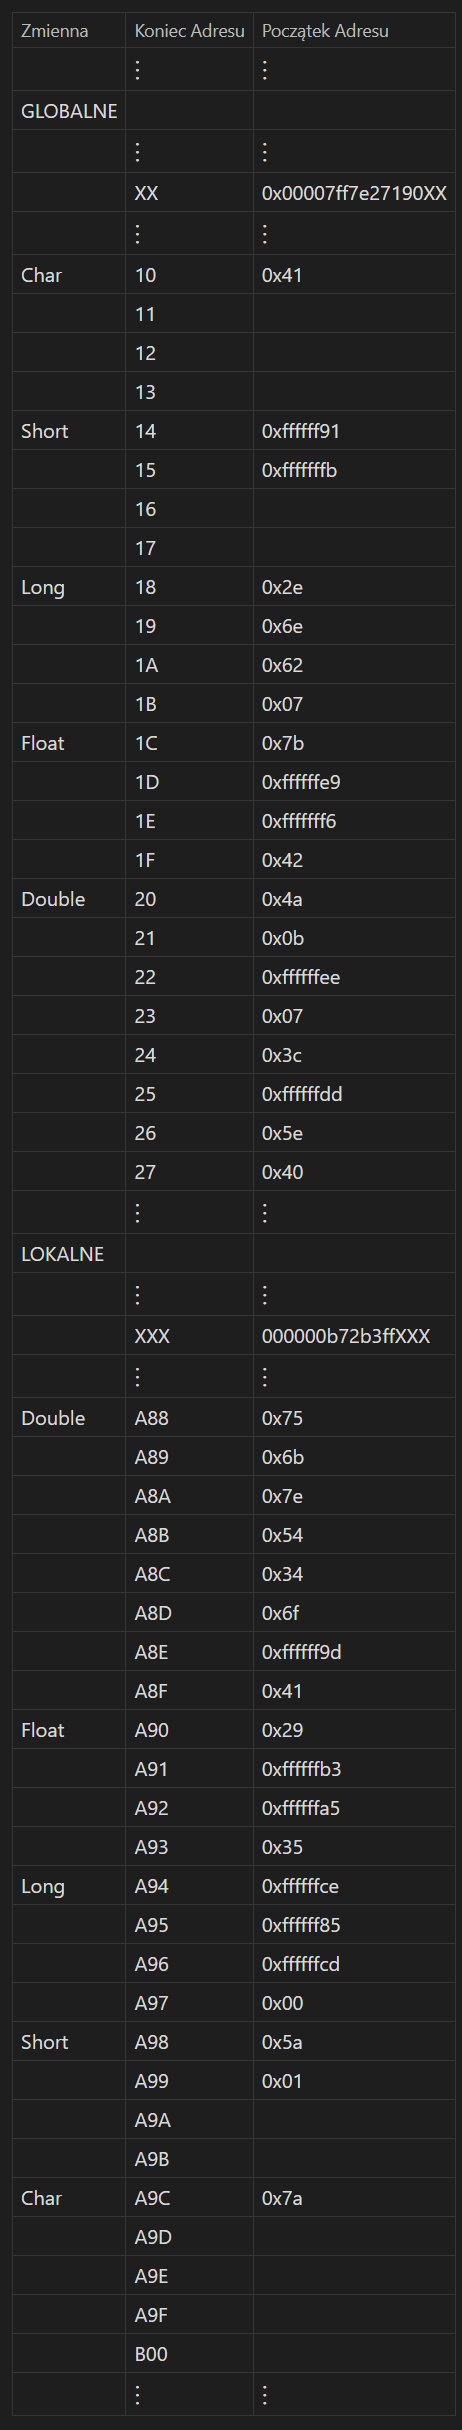 Zmienna Koniec Adresu Początek Adresu
⋮ ⋮
GLOBALNE
⋮ ⋮
XX 0x00007ff7e27190XX
⋮ ⋮
Char 10 0x41
11
12
13
Short 14 0xffffff91
15 0xfffffffb
16
17
Long 18 0x2e
19 0x6e
1A 0x62
1B 0x07
Float 1C 0x7b
1D 0xffffffe9
1E 0xfffffff6
1F 0x42
Double 20 0x4a
21 0x0b
22 0xffffffee
23 0x07
24 0x3c
25 0xffffffdd
26 0x5e
27 0x40
⋮ ⋮
LOKALNE
⋮ ⋮
XXX 000000b72b3ffXXX
⋮ ⋮
Double A88 0x75
A89 0x6b
A8A 0x7e
A8B 0x54
A8C 0x34
A8D 0x6f
A8E 0xffffff9d
A8F 0x41
Float A90 0x29
A91 0xffffffb3
A92 0xffffffa5
A93 0x35
Long A94 0xffffffce
A95 0xffffff85
A96 0xffffffcd
A97 0x00
Short A98 0x5a
A99 0x01
A9A
A9B
Char A9C 0x7a
A9D
A9E
A9F
B00
⋮ ⋮